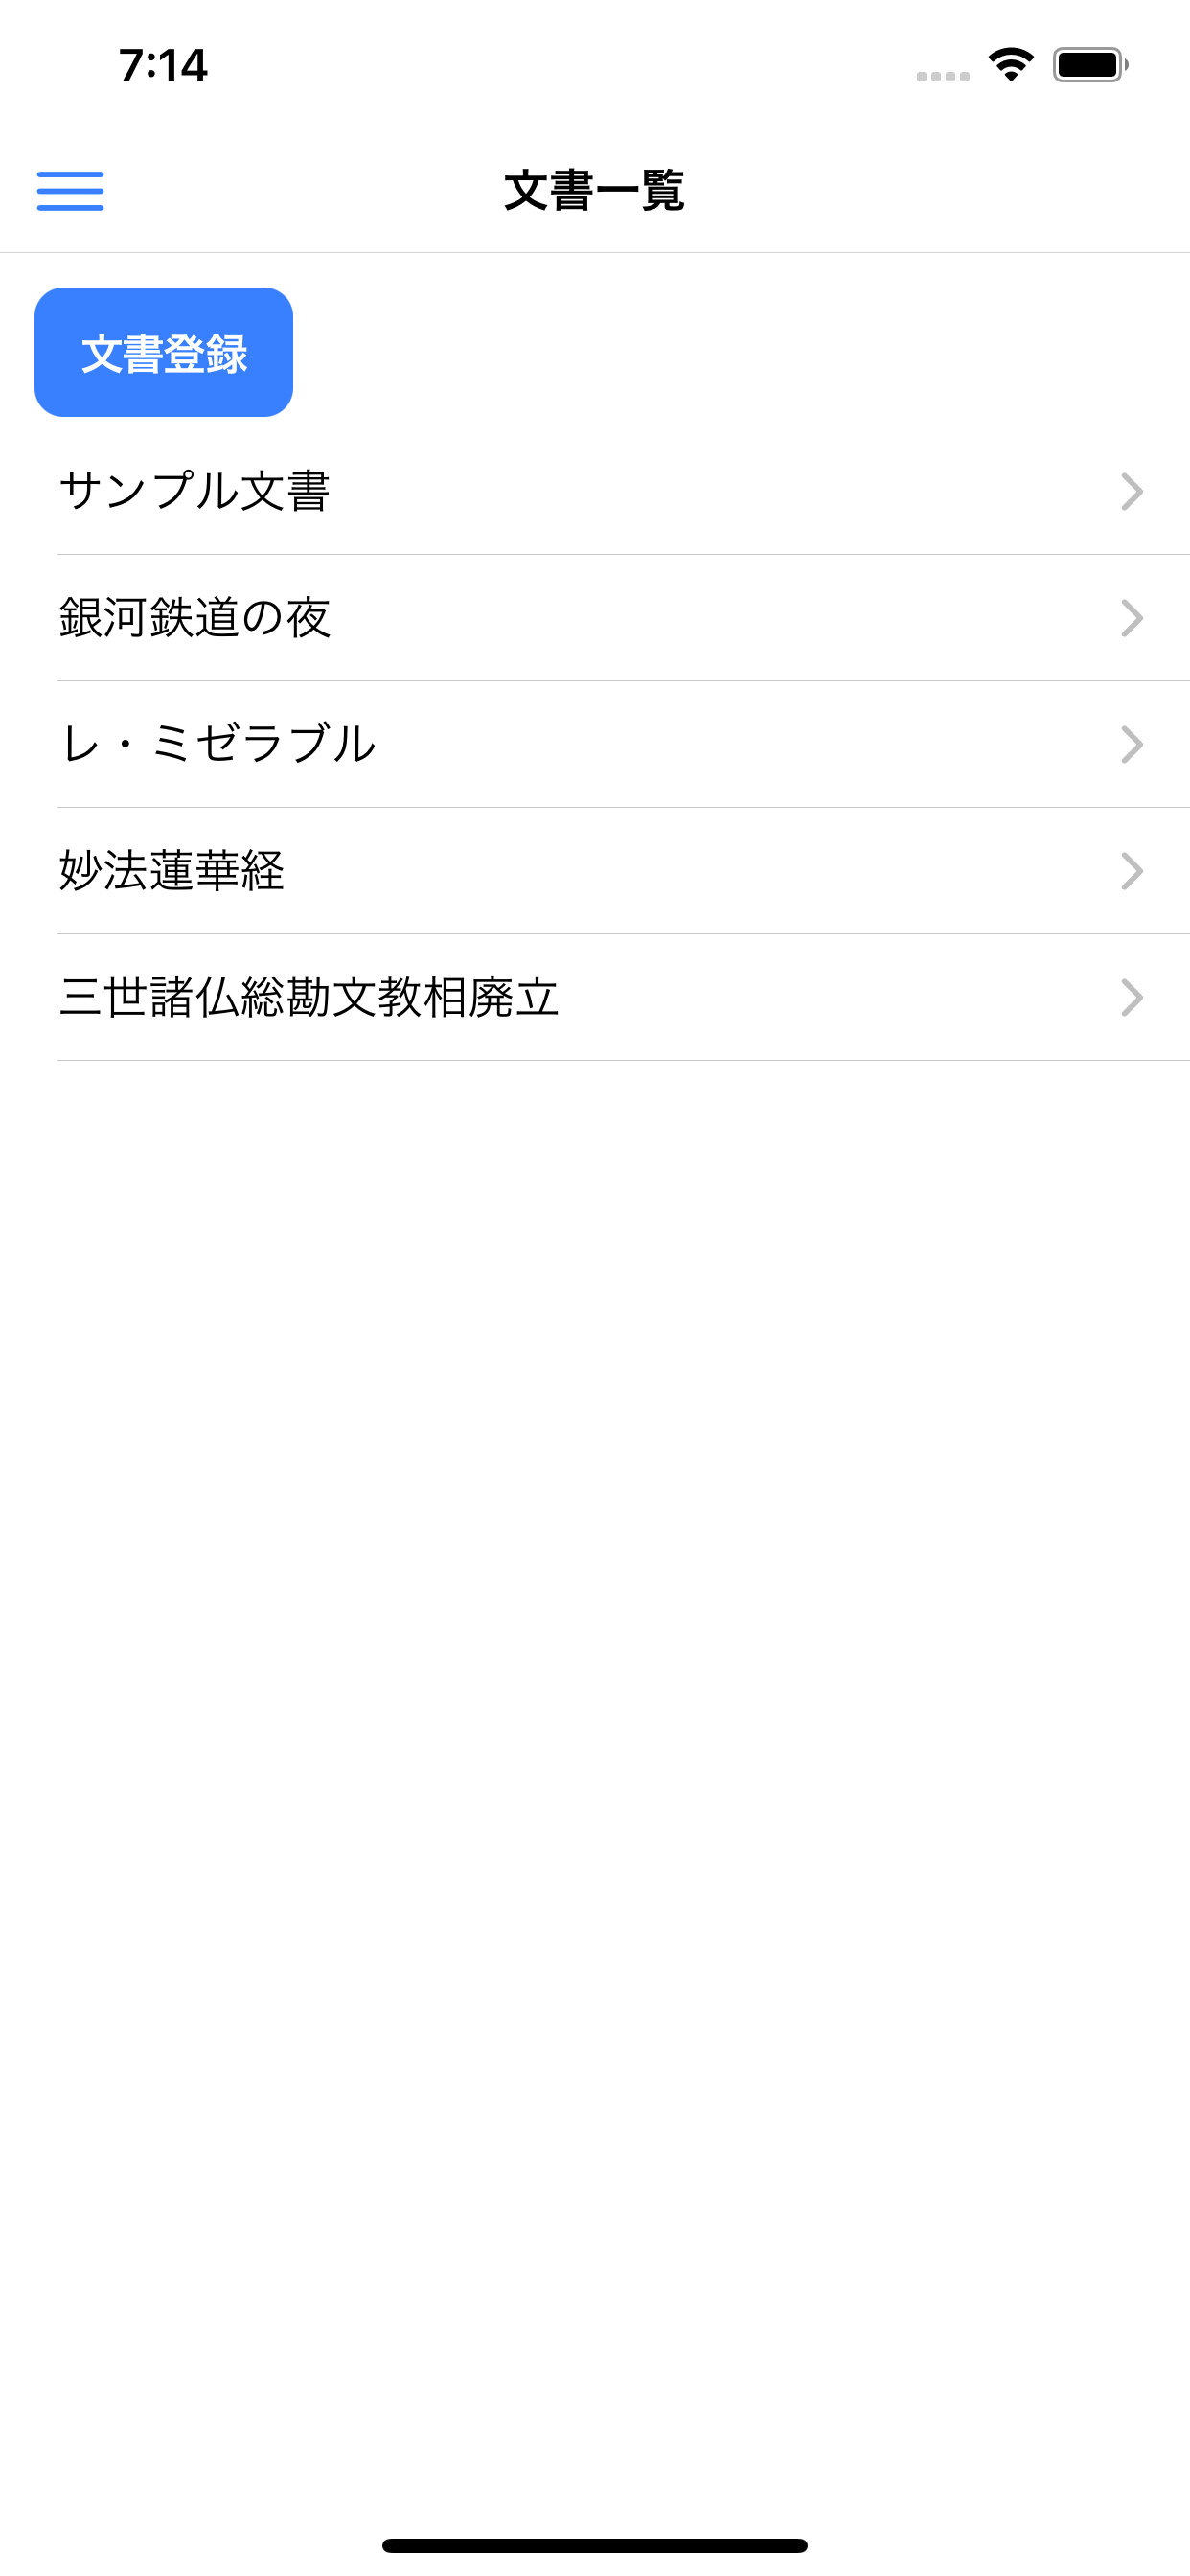 7:14
文書一覧
文書登録
サンプル文書
銀河鉄道の夜
レ・ミゼラブル
妙法蓮華経
三世諸仏総勘文教相廃立